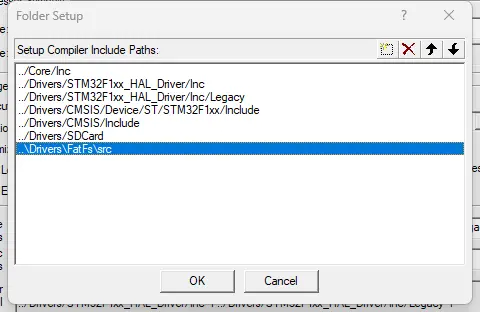 Folder Setup
Setup Compiler Include Paths:
../Core/Inc
../Drivers/STM32F1xx_HAL_Driver/Inc
../Drivers/STM32F1xx_HAL_Driver/Inc/Legacy
../Drivers/CMSIS/Device/ST/STM32F1xx/Include
../Drivers/CMSIS/Include
../Drivers/SDCard
..\Drivers\FatFs\src
OK
Cancel